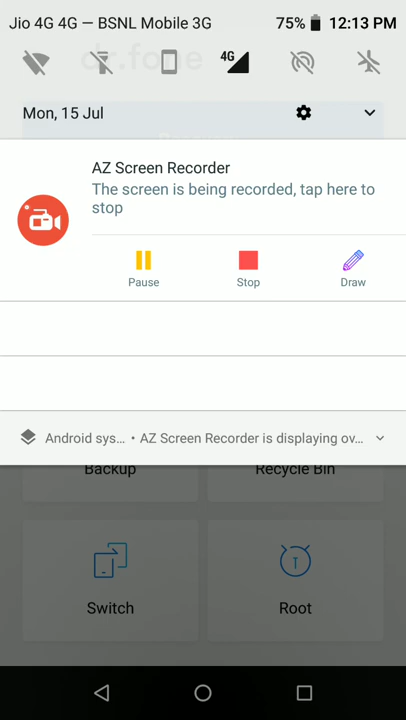 Jio 4G 4G — BSNL Mobile 3G 75% 12:13 PM
dr.fone
4G
Mon, 15 Jul
AZ Screen Recorder
The screen is being recorded, tap here to
stop
Pause Stop Draw
Android sys... • AZ Screen Recorder is displaying ov...
Backup Recycle Bin
Switch Root